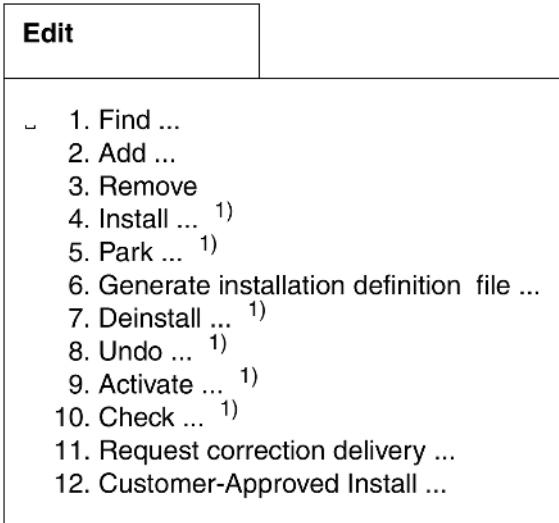 Edit
1. Find ...
2. Add ...
3. Remove
4. Install ... 1)
5. Park ... 1)
6. Generate installation definition file ...
7. Deinstall ... 1)
8. Undo ... 1)
9. Activate ... 1)
10. Check ... 1)
11. Request correction delivery ...
12. Customer-Approved Install ...